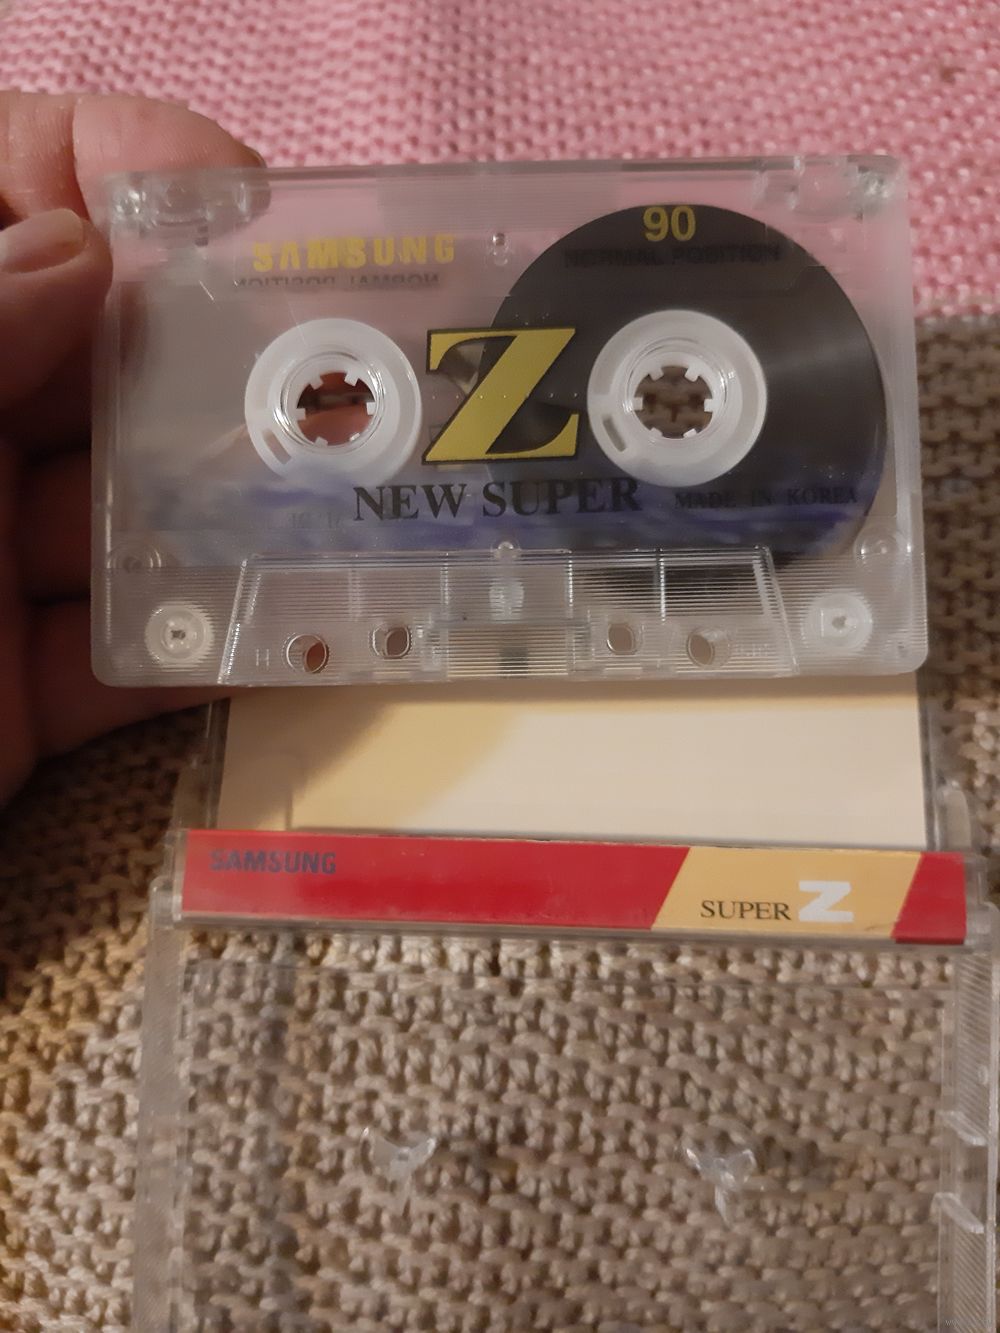 SAMSUNG
90
NORMAL POSITION
NORMAL POSITION
Z
NEW SUPER
MADE IN KOREA
H
SAMSUNG
SUPER Z